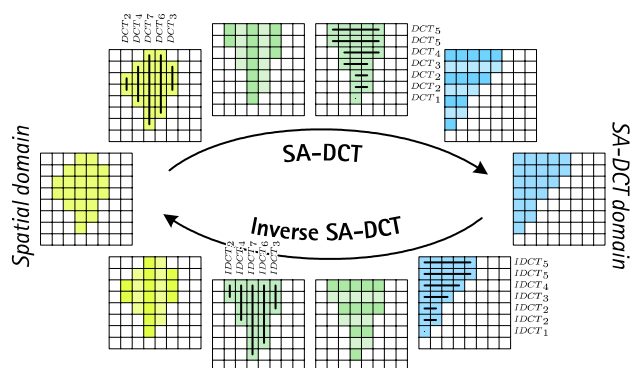 DCT2
DCT4
DCT7
DCT6
DCT3
DCT5
DCT5
DCT4
DCT3
DCT2
DCT2
DCT1
Spatial domain
SA-DCT
SA-DCT domain
Inverse SA-DCT
IDCT2
IDCT4
IDCT7
IDCT6
IDCT3
IDCT5
IDCT5
IDCT4
IDCT3
IDCT2
IDCT2
IDCT1